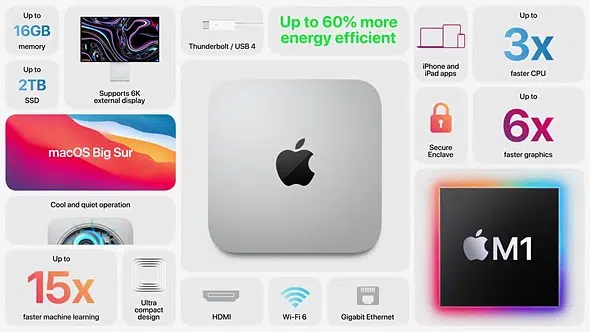 Up to
16GB
memory
Up to
2TB
SSD
Supports 6K
external display
Thunderbolt / USB 4
Up to 60% more
energy efficient
iPhone and
iPad apps
Up to
3x
faster CPU
macOS Big Sur
Secure
Enclave
Up to
6x
faster graphics
Cool and quiet operation
M1
Up to
15x
faster machine learning
Ultra
compact
design
HDMI
Wi-Fi 6
Gigabit Ethernet